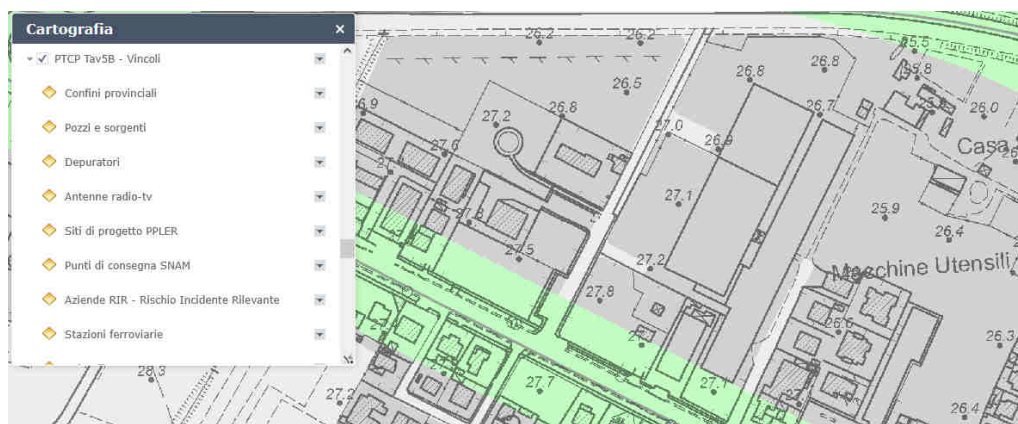 Cartografia ×
PTCP Tav5B - Vincoli
Confini provinciali
Pozzi e sorgenti
Depuratori
Antenne radio-tv
Siti di progetto PPLER
Punti di consegna SNAM
Aziende RIR - Rischio Incidente Rilevante
Stazioni ferroviarie
26.2
26.2
26.5
26.8
27.2
27.6
27.5
27.0
26.9
26.8
26.8
26.7
27.1
27.2
27.8
27.1
27.7
28.3
27.2
25.5
26.0
Casa
25.9
26.4
Macchine Utensili
26.6
26.3
26.4